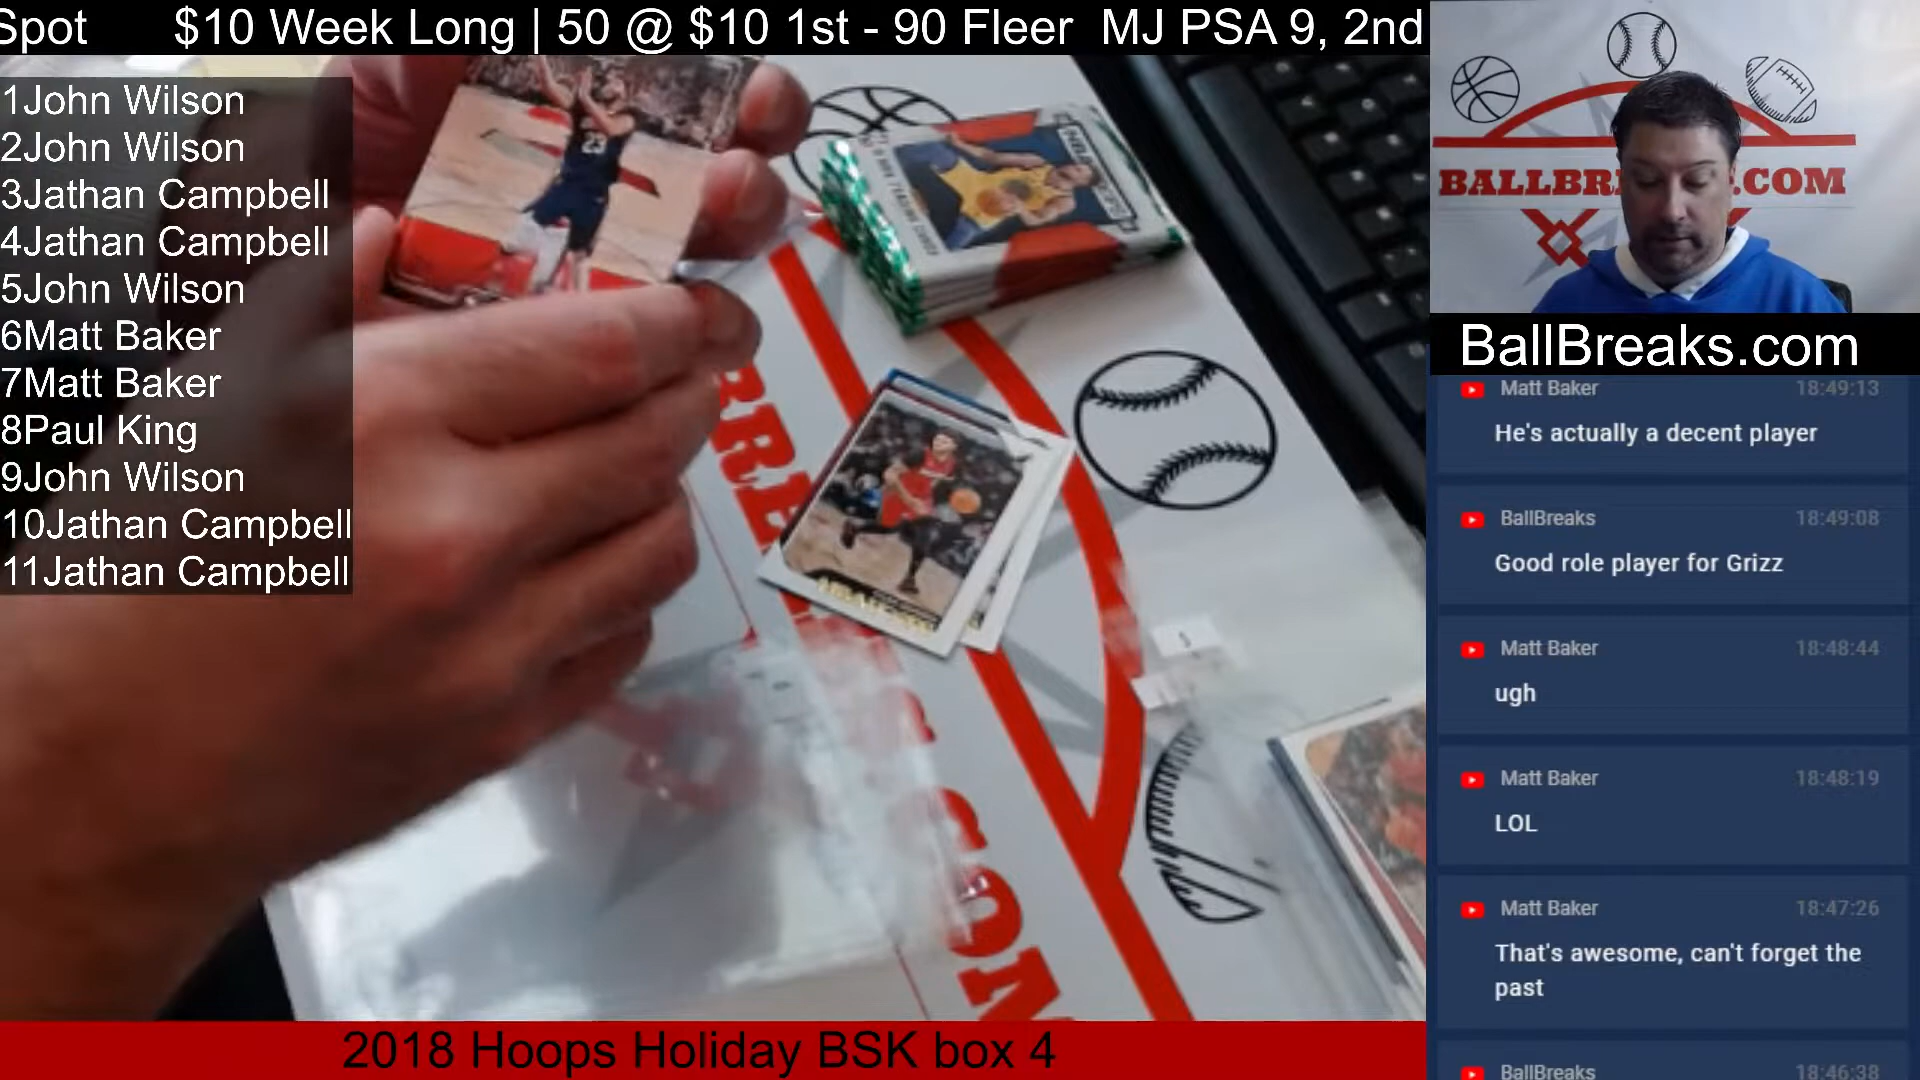 Spot $10 Week Long | 50 @ $10 1st - 90 Fleer MJ PSA 9, 2nd
1John Wilson
2John Wilson
3Jathan Campbell
4Jathan Campbell
5John Wilson
6Matt Baker
7Matt Baker
8Paul King
9John Wilson
10Jathan Campbell
11Jathan Campbell
23
2018 Hoops Holiday BSK box 4
BALLBR .COM
BallBreaks.com
Matt Baker 18:49:13
He's actually a decent player
BallBreaks 18:49:08
Good role player for Grizz
Matt Baker 18:48:44
ugh
Matt Baker 18:48:19
LOL
Matt Baker 18:47:26
That's awesome, can't forget the
past
BallBreaks 18:46:38